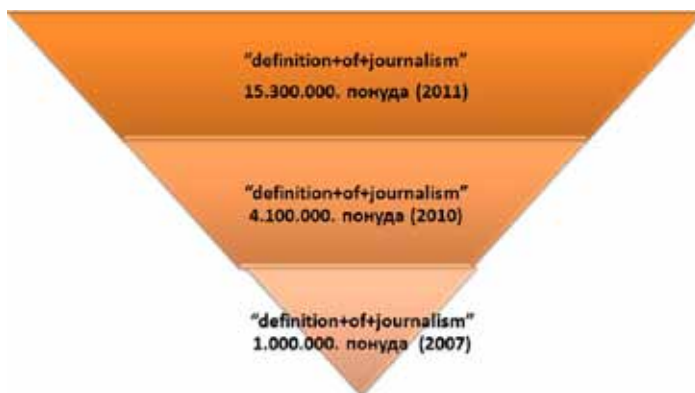 “definition+of+journalism”
15.300.000. понуда (2011)
“definition+of+journalism”
4.100.000. понуда (2010)
“definition+of+journalism”
1.000.000. понуда (2007)